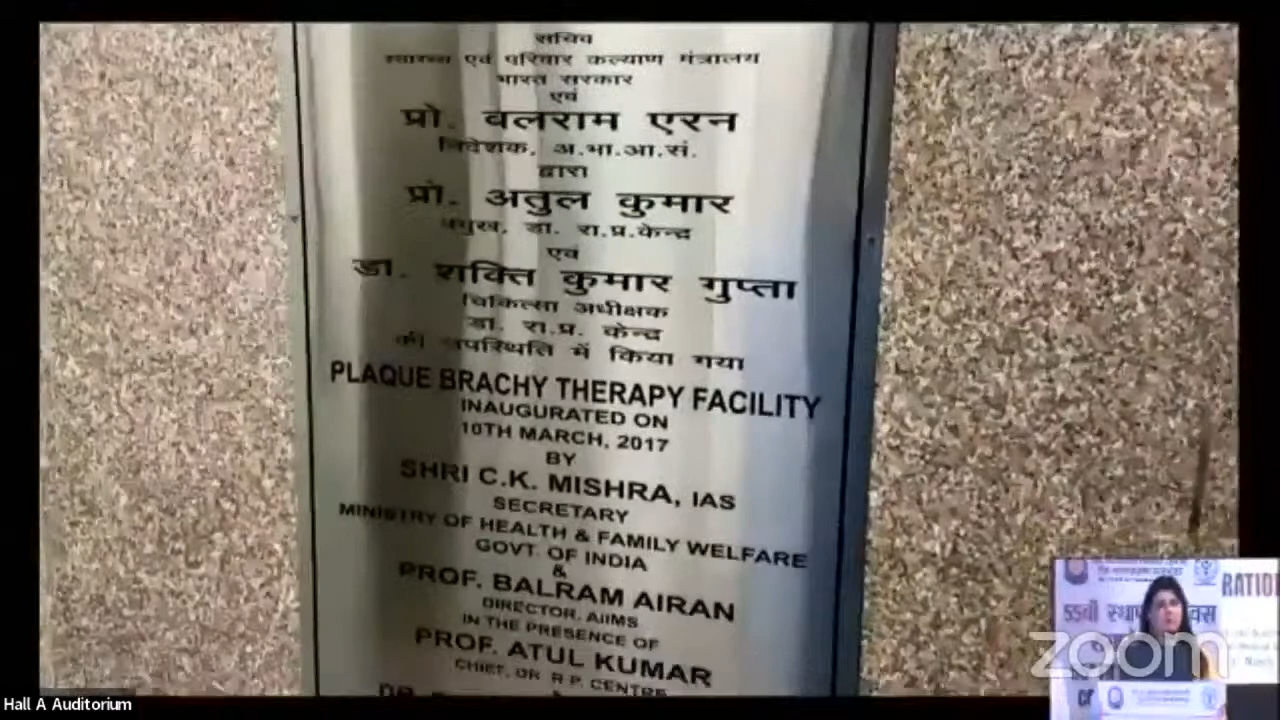 सचिव
स्वास्थ्य एवं परिवार कल्याण मंत्रालय
भारत सरकार
एवं
प्रो. बलराम एरन
निदेशक, अ.भा.आ.सं.
द्वारा
प्रो. अतुल कुमार
प्रमुख, डा. रा.प्र.केन्द्र
एवं
डा. शक्ति कुमार गुप्ता
चिकित्सा अधीक्षक
डा. रा.प्र. केन्द्र
की उपस्थिति में किया गया
PLAQUE BRACHY THERAPY FACILITY
INAUGURATED ON
10TH MARCH, 2017
BY
SHRI C.K. MISHRA, IAS
SECRETARY
MINISTRY OF HEALTH & FAMILY WELFARE
GOVT. OF INDIA
&
PROF. BALRAM AIRAN
DIRECTOR, AIIMS
IN THE PRESENCE OF
PROF. ATUL KUMAR
CHIEF, DR. R.P. CENTRE
55वां
zoom
Hall A Auditorium